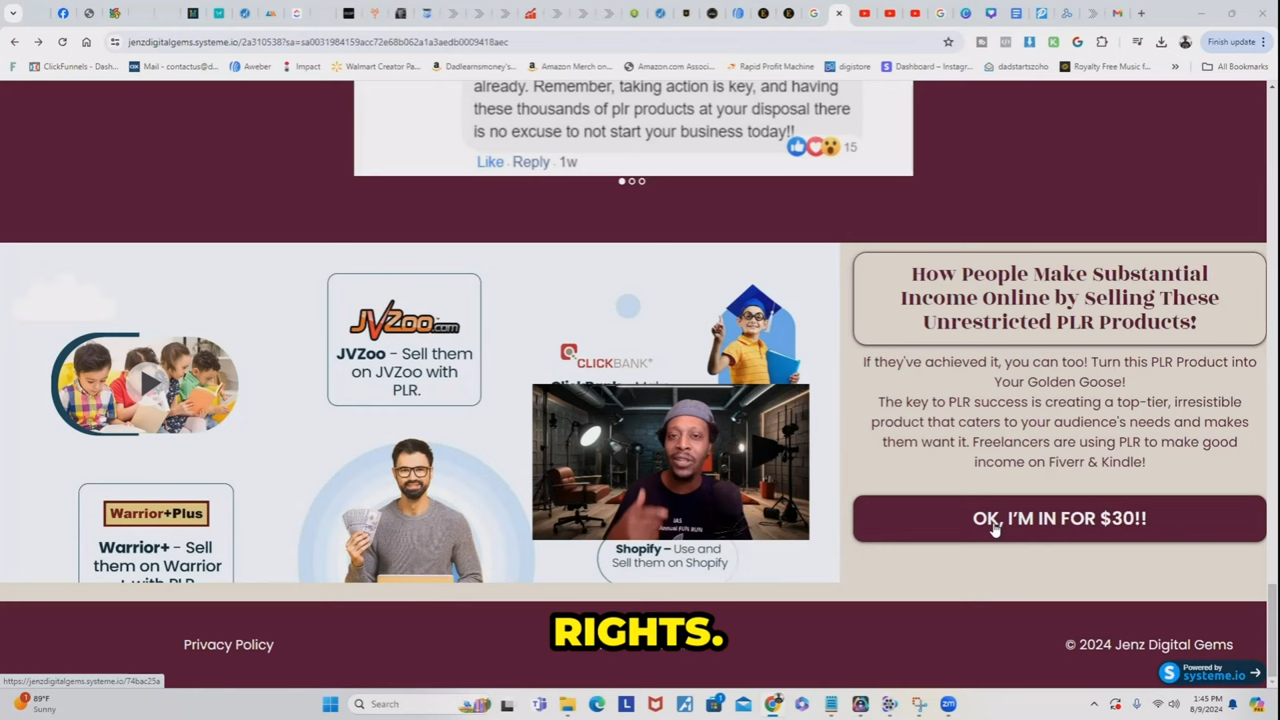 Finish update
jenzdigitalgems.systeme.io/2a310538?sa=sa0031984159acc72e68b062a1a3aedb0009418aec
ClickFunnels - Dash...
Mail - contactus@d...
Aweber
Impact
Walmart Creator Pa...
Dadlearnsmoney's...
Amazon Merch on...
Amazon.com Associ...
Rapid Profit Machine
digistore
Dashboard – Instagr...
dadstartszoho
Royalty Free Music f...
»
All Bookmarks
already. Remember, taking action is key, and having
these thousands of plr products at your disposal there
is no excuse to not start your business today!!
15
Like · Reply · 1w
JVZoo.com
JVZoo - Sell them
on JVZoo with
PLR.
CLICKBANK®
Warrior+Plus
Warrior+ - Sell
them on Warrior
Shopify – Use and
Sell them on Shopify
IAS
Annual FUN RUN
How People Make Substantial
Income Online by Selling These
Unrestricted PLR Products!
If they've achieved it, you can too! Turn this PLR Product into
Your Golden Goose!
The key to PLR success is creating a top-tier, irresistible
product that caters to your audience's needs and makes
them want it. Freelancers are using PLR to make good
income on Fiverr & Kindle!
OK, I'M IN FOR $30!!
RIGHTS.
Privacy Policy
© 2024 Jenz Digital Gems
Powered by
systeme.io
https://jenzdigitalgems.systeme.io/74bac25a
89°F
Sunny
Search
1:45 PM
8/9/2024